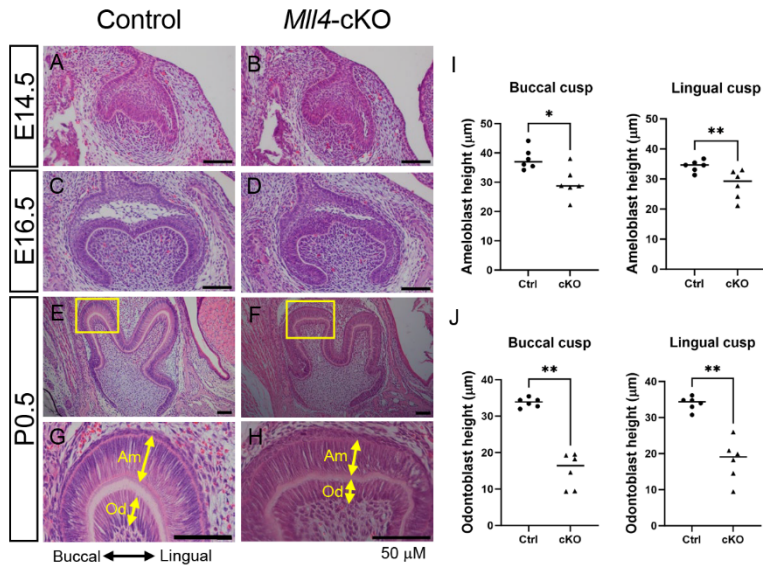 Control
Mll4-cKO
E14.5
A
B
E16.5
C
D
P0.5
E
F
G
Am
Od
H
Am
Od
Buccal
Lingual
50 μM
I
Buccal cusp
*
Ameloblast height (μm)
50
40
30
20
10
0
Ctrl
cKO
Lingual cusp
**
Ameloblast height (μm)
50
40
30
20
10
0
Ctrl
cKO
J
Buccal cusp
**
Odontoblast height (μm)
40
30
20
10
0
Ctrl
cKO
Lingual cusp
**
Odontoblast height (μm)
40
30
20
10
0
Ctrl
cKO